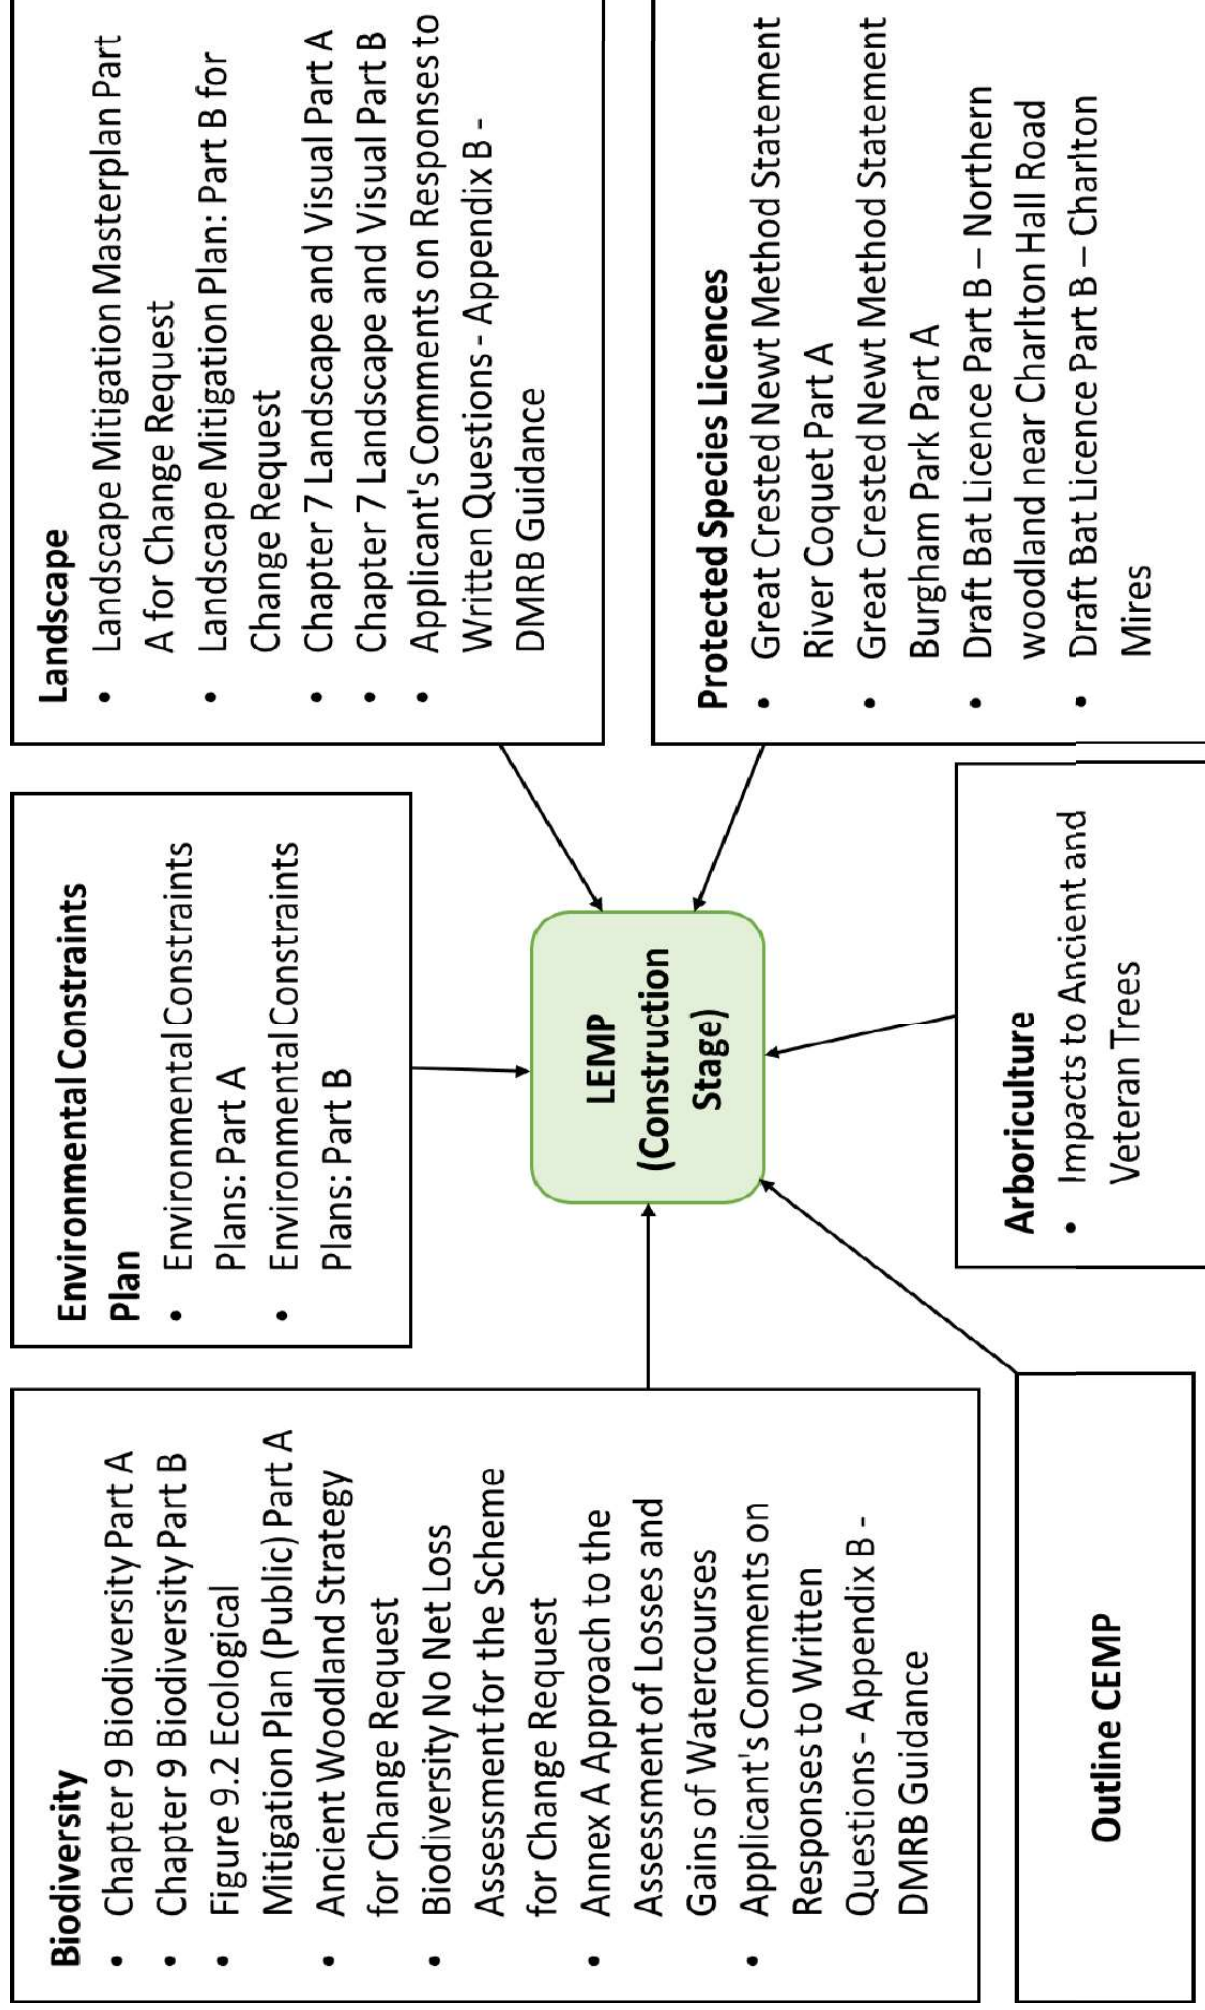 Biodiversity
• Chapter 9 Biodiversity Part A
• Chapter 9 Biodiversity Part B
• Figure 9.2 Ecological
Mitigation Plan (Public) Part A
• Ancient Woodland Strategy
for Change Request
• Biodiversity No Net Loss
Assessment for the Scheme
for Change Request
• Annex A Approach to the
Assessment of Losses and
Gains of Watercourses
• Applicant's Comments on
Responses to Written
Questions - Appendix B -
DMRB Guidance
Environmental Constraints
Plan
• Environmental Constraints
Plans: Part A
• Environmental Constraints
Plans: Part B
Landscape
• Landscape Mitigation Masterplan Part
A for Change Request
• Landscape Mitigation Plan: Part B for
Change Request
• Chapter 7 Landscape and Visual Part A
• Chapter 7 Landscape and Visual Part B
• Applicant's Comments on Responses to
Written Questions - Appendix B -
DMRB Guidance
LEMP
(Construction
Stage)
Outline CEMP
Arboriculture
• Impacts to Ancient and
Veteran Trees
Protected Species Licences
• Great Crested Newt Method Statement
River Coquet Part A
• Great Crested Newt Method Statement
Burgham Park Part A
• Draft Bat Licence Part B – Northern
woodland near Charlton Hall Road
• Draft Bat Licence Part B – Charlton
Mires